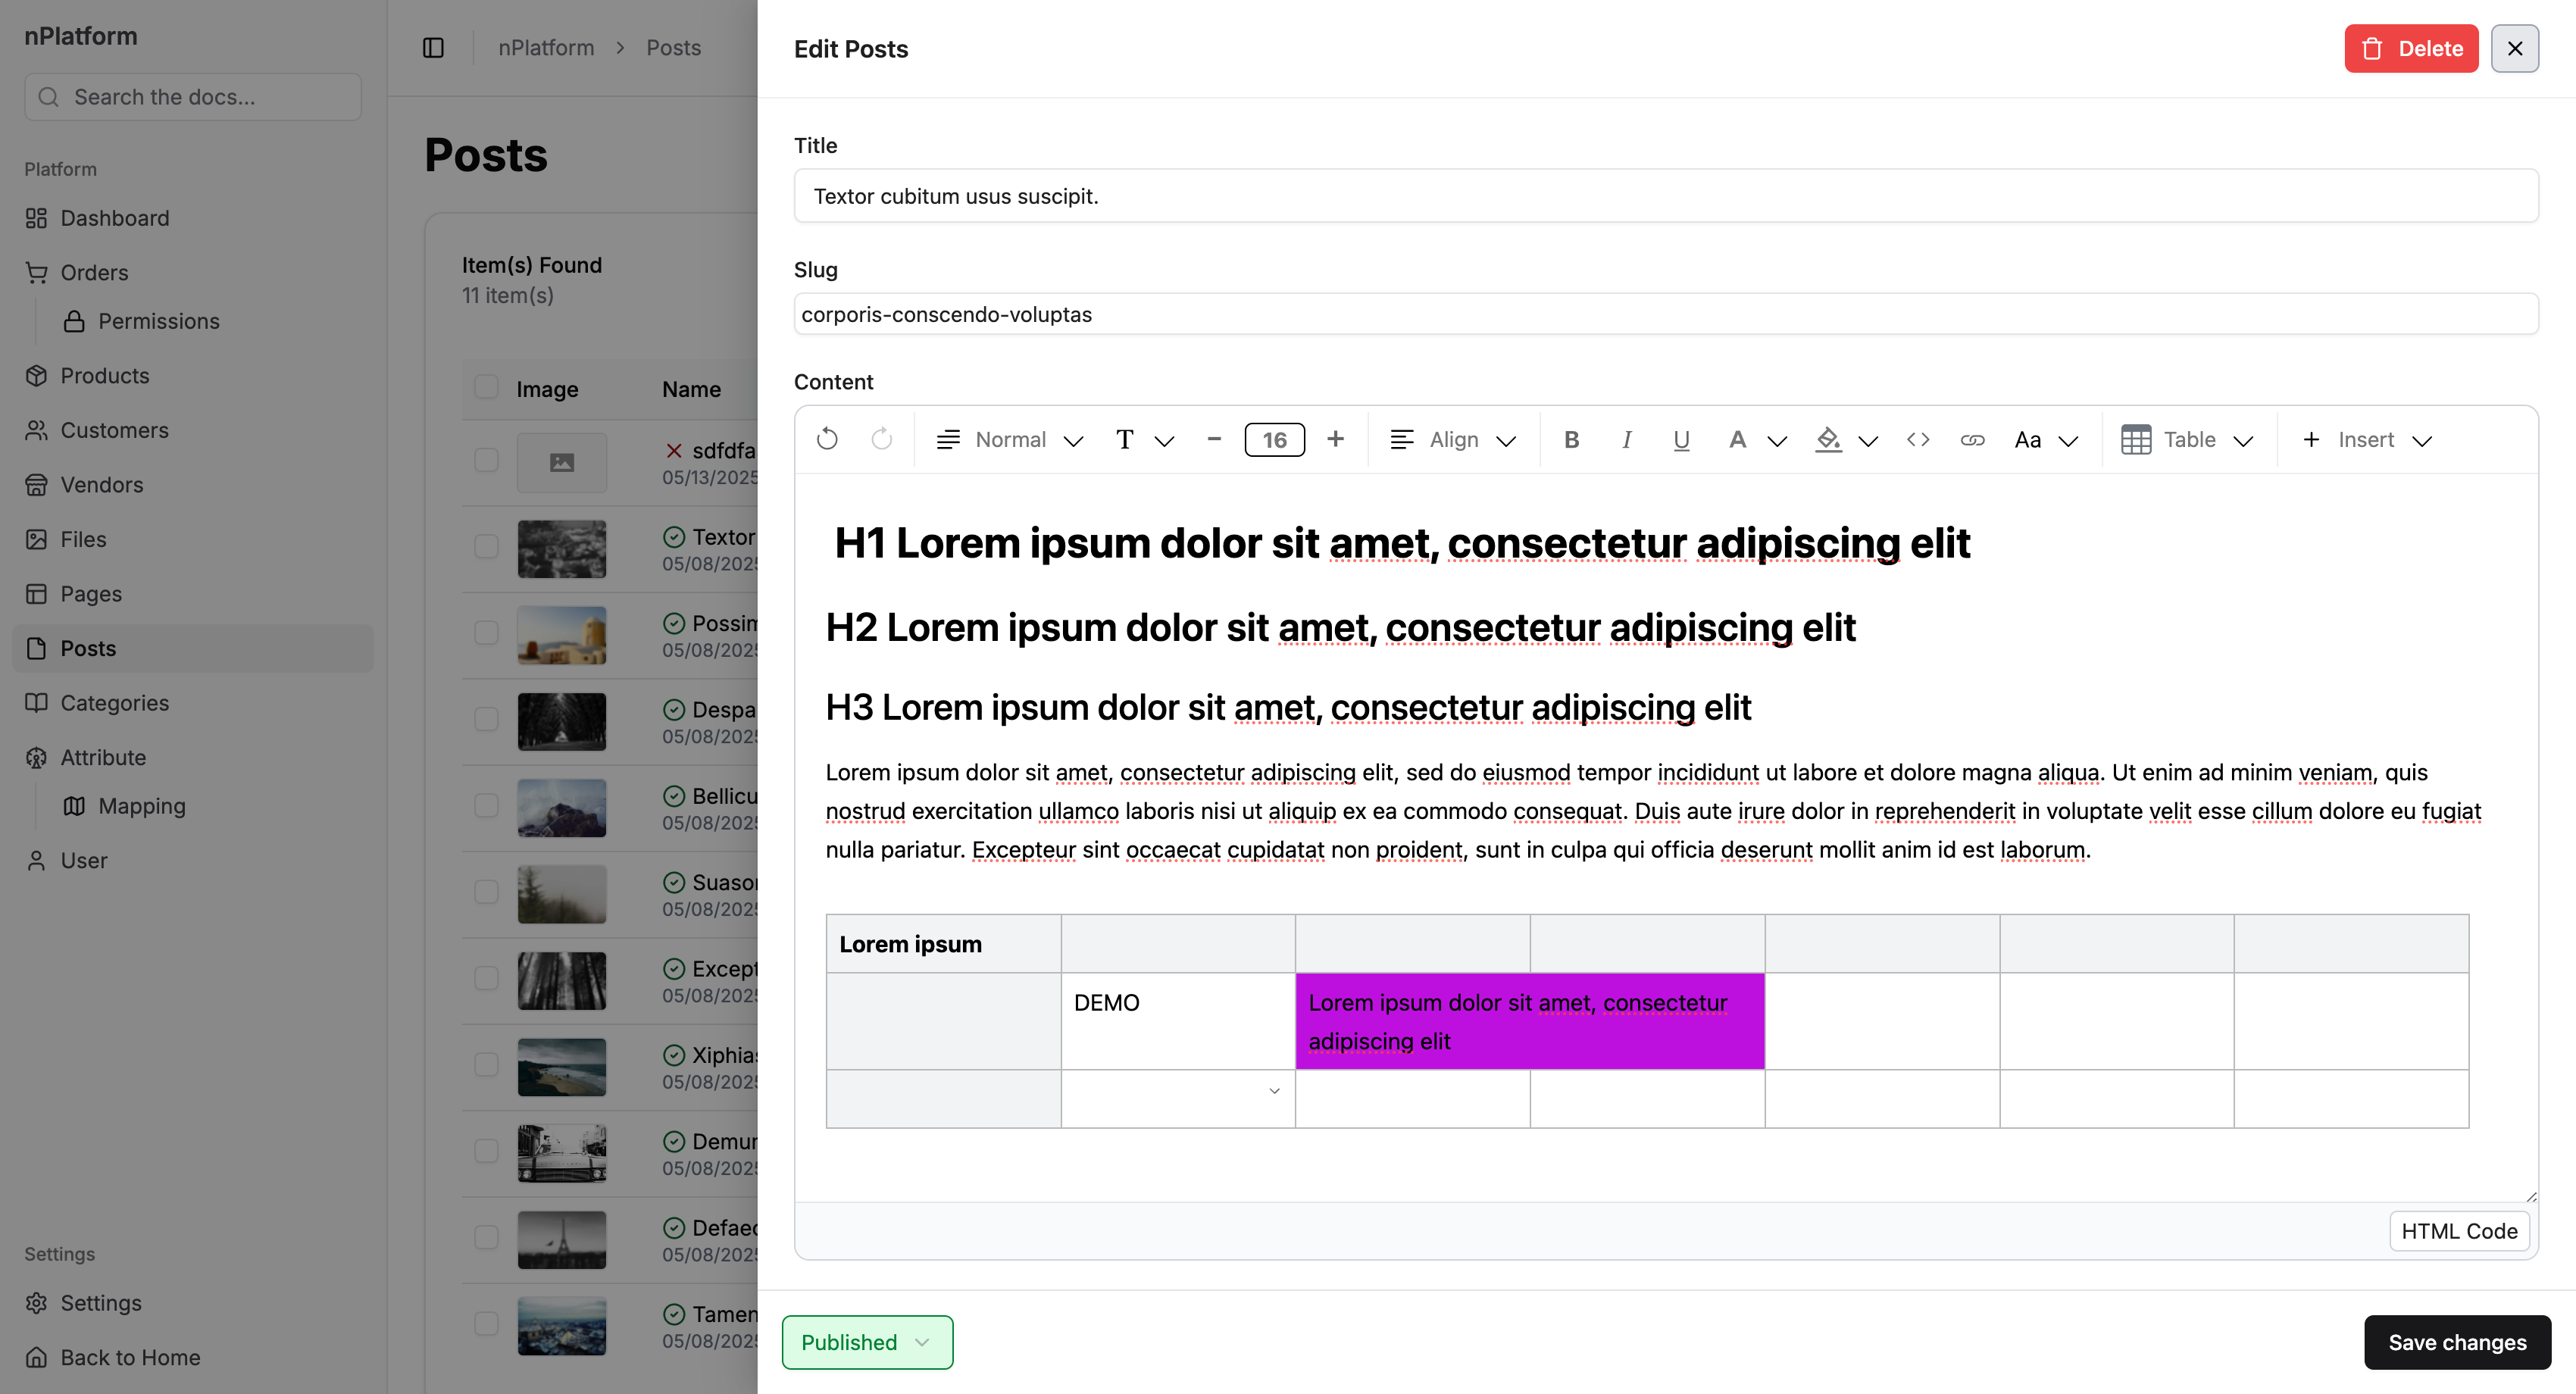 nPlatform
Search the docs...
Platform
Dashboard
Orders
Permissions
Products
Customers
Vendors
Files
Pages
Posts
Categories
Attribute
Mapping
User
Settings
Settings
Back to Home
nPlatform > Posts
Posts
Item(s) Found
11 item(s)
Image Name
sdfdfa
05/13/2025
Textor
05/08/2025
Possim
05/08/2025
Despa
05/08/2025
Bellicu
05/08/2025
Suasor
05/08/2025
Except
05/08/2025
Xiphias
05/08/2025
Demur
05/08/2025
Defaec
05/08/2025
Tamen
05/08/2025
Edit Posts
Delete
Title
Textor cubitum usus suscipit.
Slug
corporis-conscendo-voluptas
Content
Normal T 16 Align B I U A Aa Table Insert
H1 Lorem ipsum dolor sit amet, consectetur adipiscing elit
H2 Lorem ipsum dolor sit amet, consectetur adipiscing elit
H3 Lorem ipsum dolor sit amet, consectetur adipiscing elit
Lorem ipsum dolor sit amet, consectetur adipiscing elit, sed do eiusmod tempor incididunt ut labore et dolore magna aliqua. Ut enim ad minim veniam, quis
nostrud exercitation ullamco laboris nisi ut aliquip ex ea commodo consequat. Duis aute irure dolor in reprehenderit in voluptate velit esse cillum dolore eu fugiat
nulla pariatur. Excepteur sint occaecat cupidatat non proident, sunt in culpa qui officia deserunt mollit anim id est laborum.
Lorem ipsum
DEMO
Lorem ipsum dolor sit amet, consectetur
adipiscing elit
HTML Code
Published
Save changes